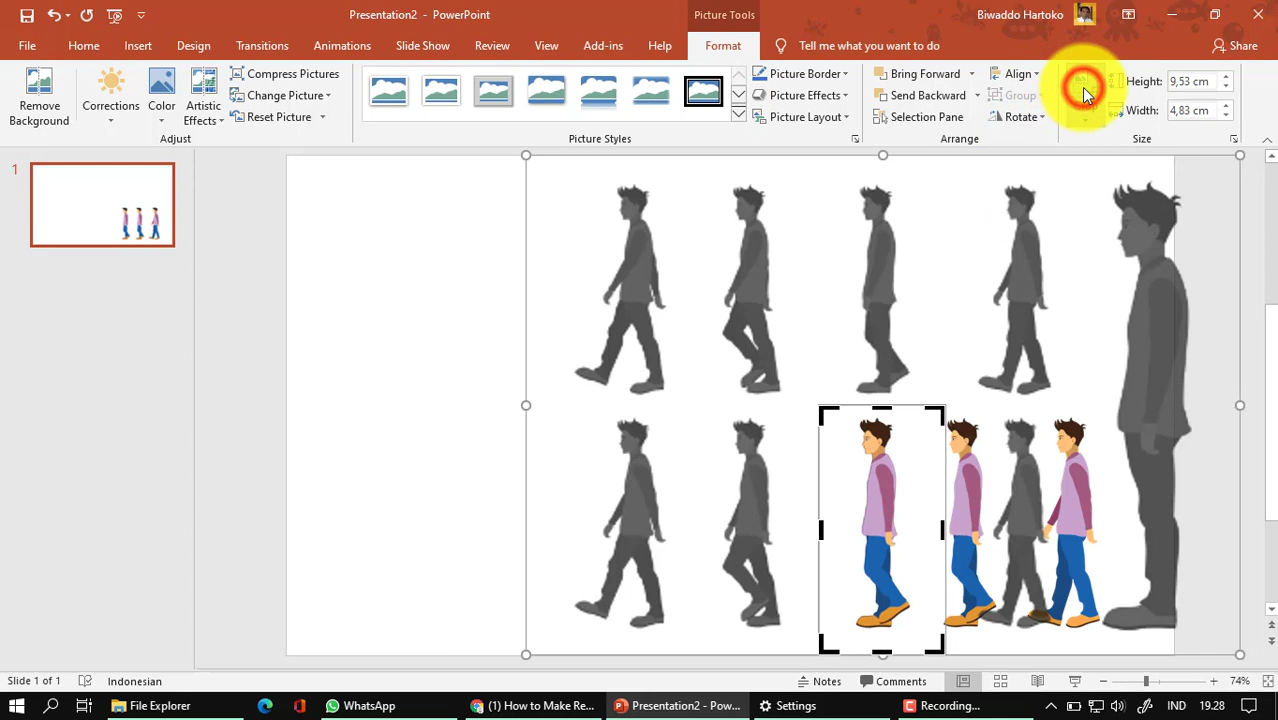 Presentation2 - PowerPoint
Picture Tools
Biwaddo Hartoko
File Home Insert Design Transitions Animations Slide Show Review View Add-ins Help Format Tell me what you want to do Share
Remove Background
Corrections
Color
Artistic Effects
Compress Pictures
Change Picture
Reset Picture
Adjust
Picture Styles
Picture Border
Picture Effects
Picture Layout
Bring Forward
Send Backward
Selection Pane
Align
Group
Rotate
Arrange
Height: 9,53 cm
Width: 4,83 cm
Size
1
Slide 1 of 1 Indonesian Notes Comments 74%
File Explorer WhatsApp (1) How to Make Re... Presentation2 - Pow... Settings Recording... IND 19.28